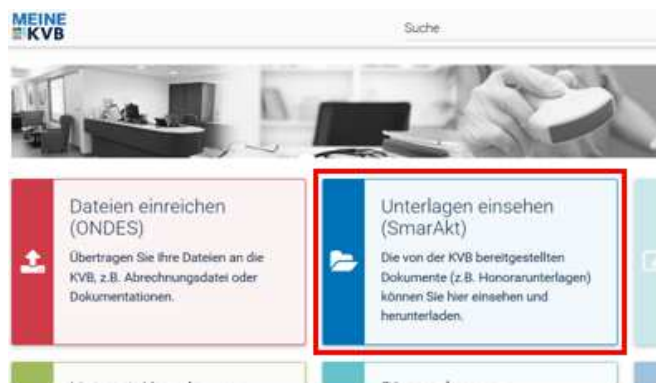 MEINE
KVB
Suche
Dateien einreichen
(ONDES)
Übertragen Sie Ihre Dateien an die
KVB, z.B. Abrechnungsdatei oder
Dokumentationen.
Unterlagen einsehen
(SmarAkt)
Die von der KVB bereitgestellten
Dokumente (z.B. Honorarunterlagen)
können Sie hier einsehen und
herunterladen.